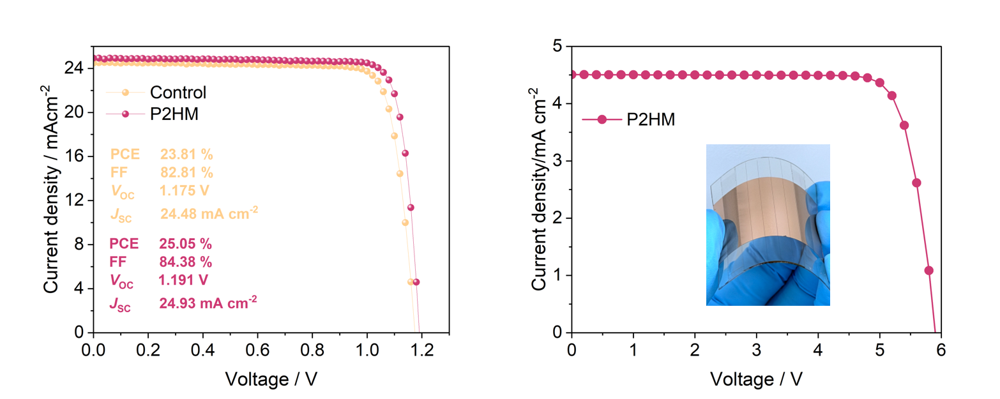 24
20
16
12
8
4
0
Current density / mAcm-2
Control
P2HM
PCE 23.81 %
FF 82.81 %
VOC 1.175 V
JSC 24.48 mA cm-2
PCE 25.05 %
FF 84.38 %
VOC 1.191 V
JSC 24.93 mA cm-2
0.0 0.2 0.4 0.6 0.8 1.0 1.2
Voltage / V
5
4
3
2
1
0
Current density/mA cm-2
P2HM
0 1 2 3 4 5 6
Voltage / V